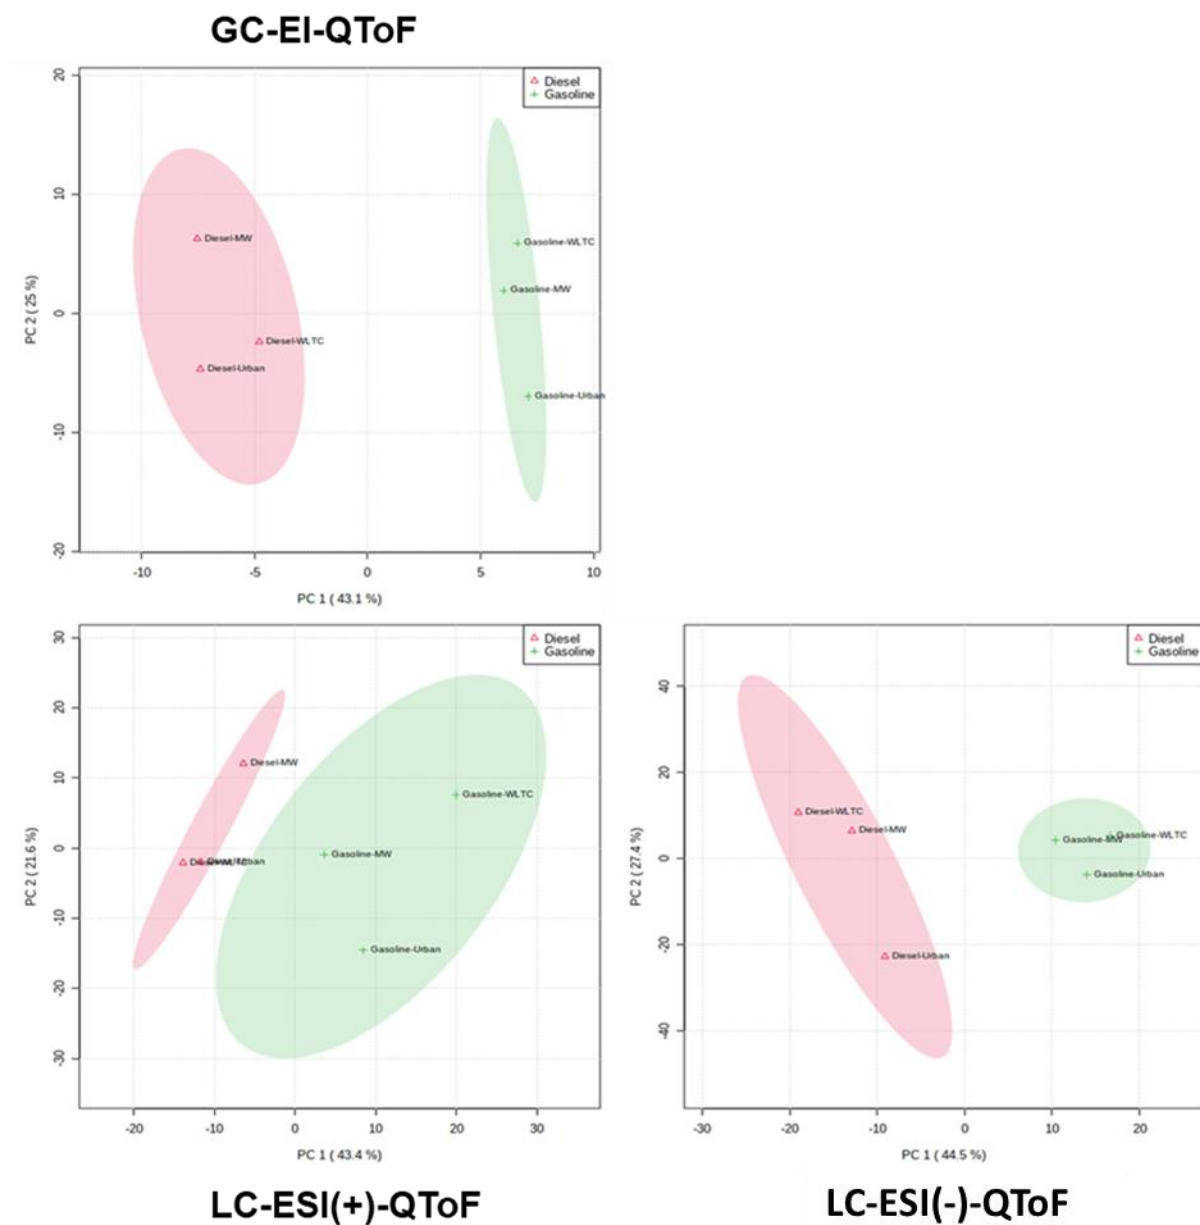 GC-EI-QToF
Diesel
Gasoline
20
10
0
-10
-20
PC 2 ( 25 %)
Diesel-MW
Diesel-WLTC
Diesel-Urban
Gasoline-WLTC
Gasoline-MW
Gasoline-Urban
-10 -5 0 5 10
PC 1 ( 43.1 %)
Diesel
Gasoline
30
20
10
0
-10
-20
-30
PC 2 ( 21.6 %)
Diesel-MW
Gasoline-WLTC
Gasoline-MW
Gasoline-Urban
-20 -10 0 10 20 30
PC 1 ( 43.4 %)
LC-ESI(+)-QToF
Diesel
Gasoline
40
20
0
-20
-40
PC 2 ( 27.4 %)
Diesel-WLTC
Diesel-MW
Diesel-Urban
Gasoline-WLTC
Gasoline-MW
Gasoline-Urban
-30 -20 -10 0 10 20
PC 1 ( 44.5 %)
LC-ESI(-)-QToF